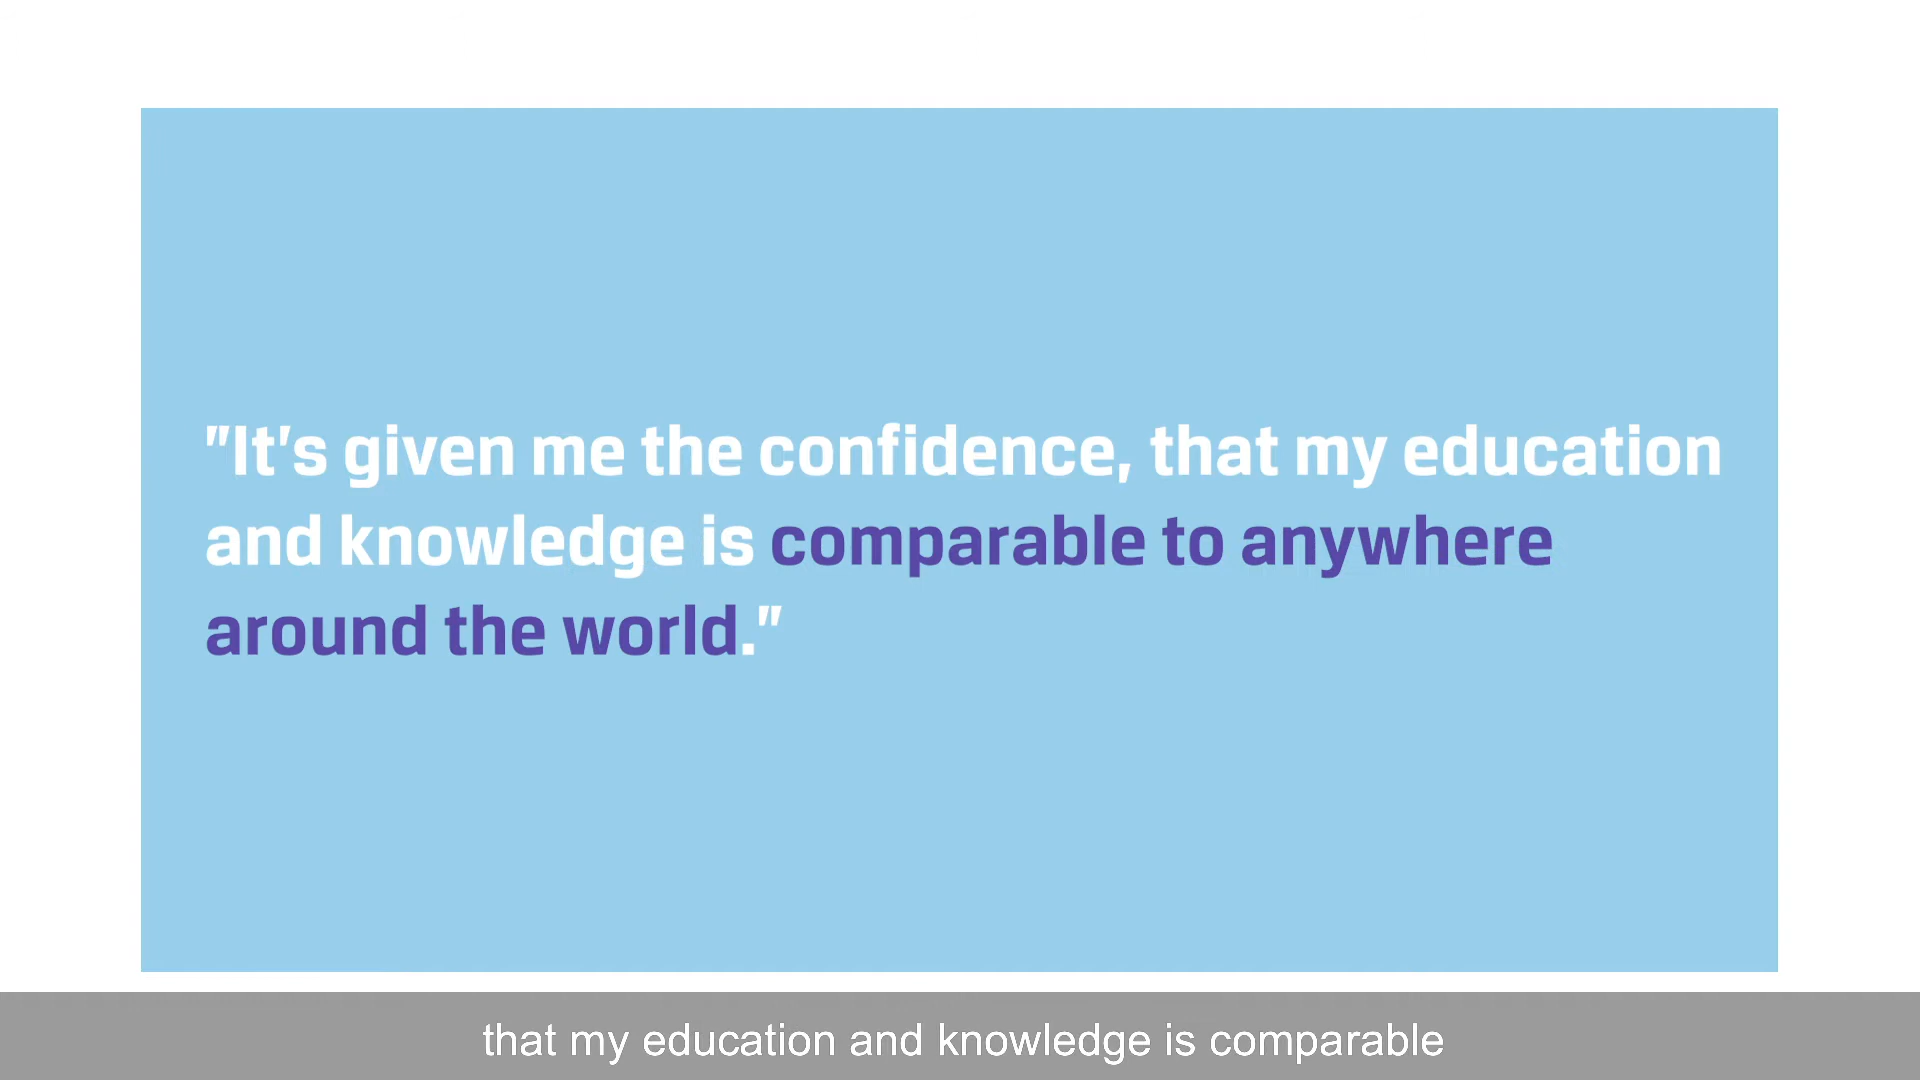 "It's given me the confidence, that my education
and knowledge is comparable to anywhere
around the world."
that my education and knowledge is comparable